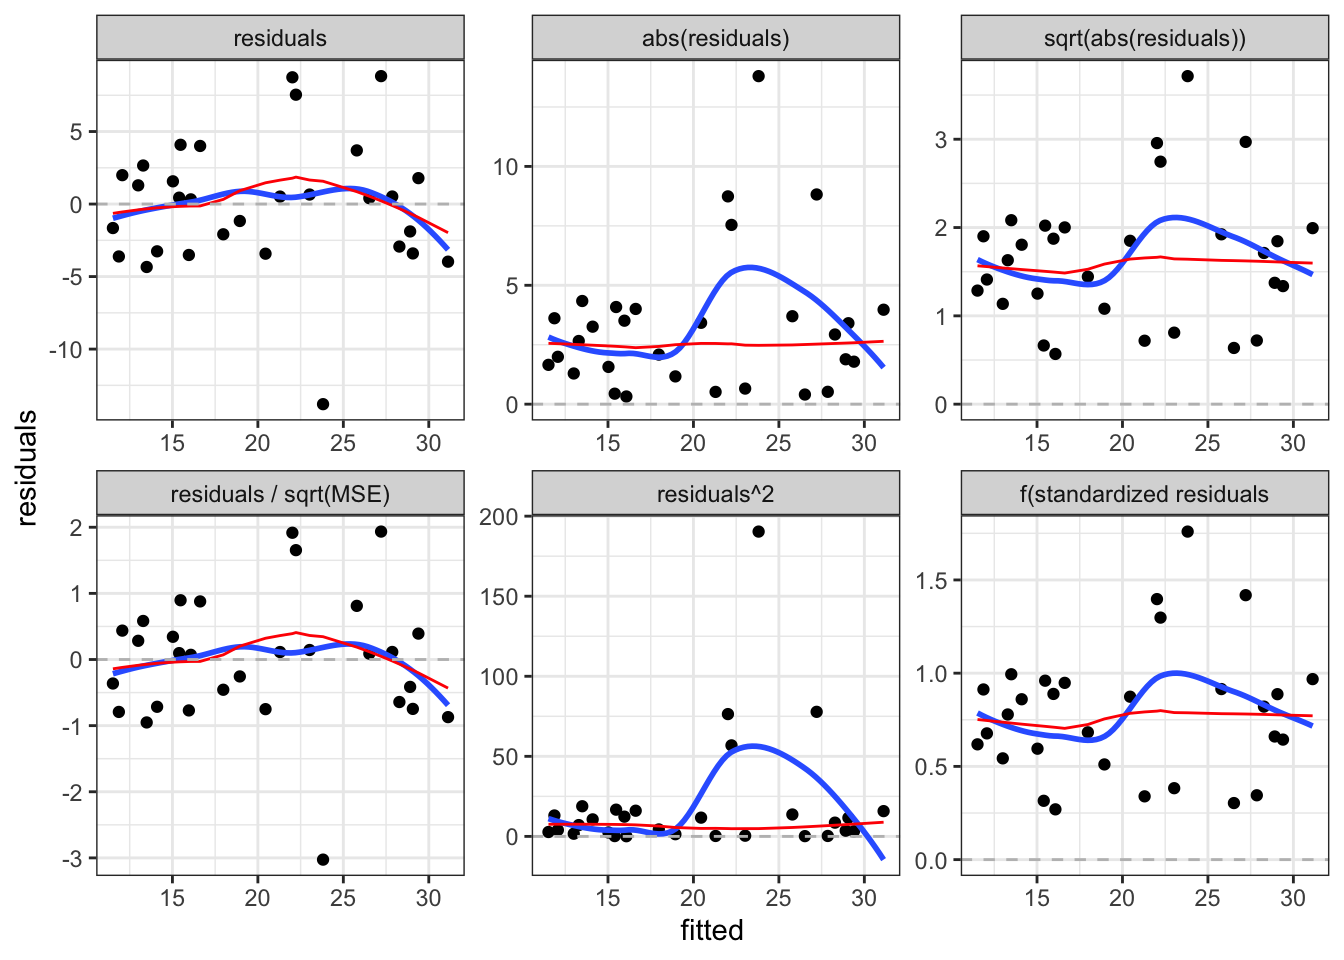 residuals
abs(residuals)
sqrt(abs(residuals))
5
0
-5
-10
15 20 25 30
10
5
0
15 20 25 30
3
2
1
0
15 20 25 30
residuals
residuals / sqrt(MSE)
residuals^2
f(standardized residuals
2
1
0
-1
-2
-3
15 20 25 30
200
150
100
50
0
15 20 25 30
1.5
1.0
0.5
0.0
15 20 25 30
fitted